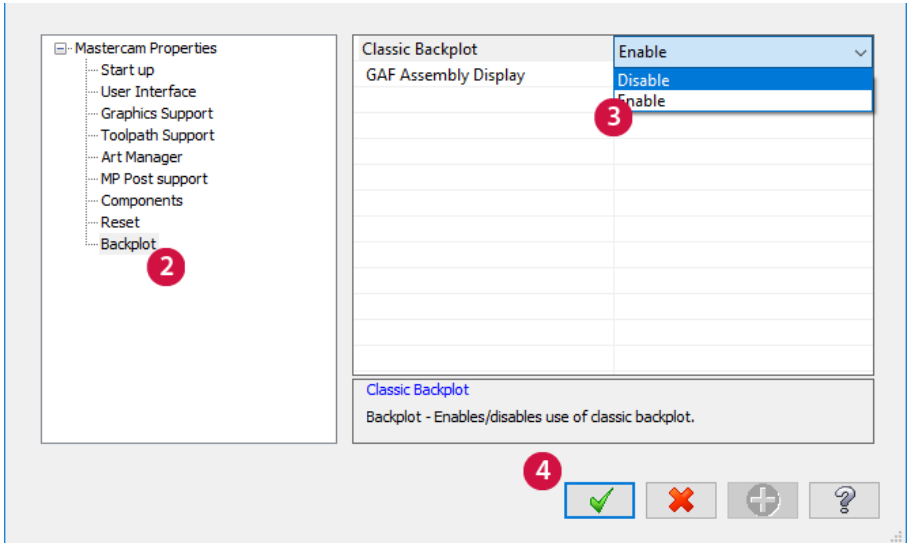 Mastercam Properties
Start up
User Interface
Graphics Support
Toolpath Support
Art Manager
MP Post support
Components
Reset
Backplot
2
Classic Backplot Enable
GAF Assembly Display Disable
Enable
3
Classic Backplot
Backplot - Enables/disables use of classic backplot.
4